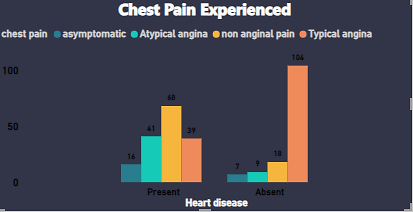 Chest Pain Experienced
chest pain asymptomatic Atypical angina non anginal pain Typical angina
100
50
0
16
41
68
39
7
9
18
104
Present
Absent
Heart disease